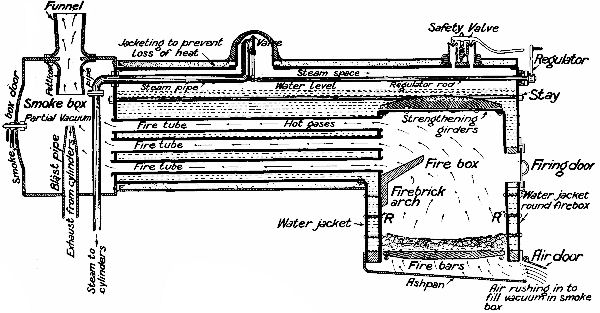 Funnel
Safety Valve
Jacketing to prevent
Loss of heat
Valve
Regulator
Petticoat
pipe
Steam space
Steam pipe
Water Level
Regulator rod
Stay
Smoke box door
Smoke box
Partial Vacuum
Fire tube
Hot gases
Strengthening
girders
Fire tube
Fire tube
Fire box
Firing door
Firebrick
arch
Blast pipe
Exhaust from cylinders
Water jacket
R
R
Water jacket
round firebox
Steam to
cylinders
Fire bars
Air door
Ashpan
Air rushing in to
fill vacuum in smoke
box